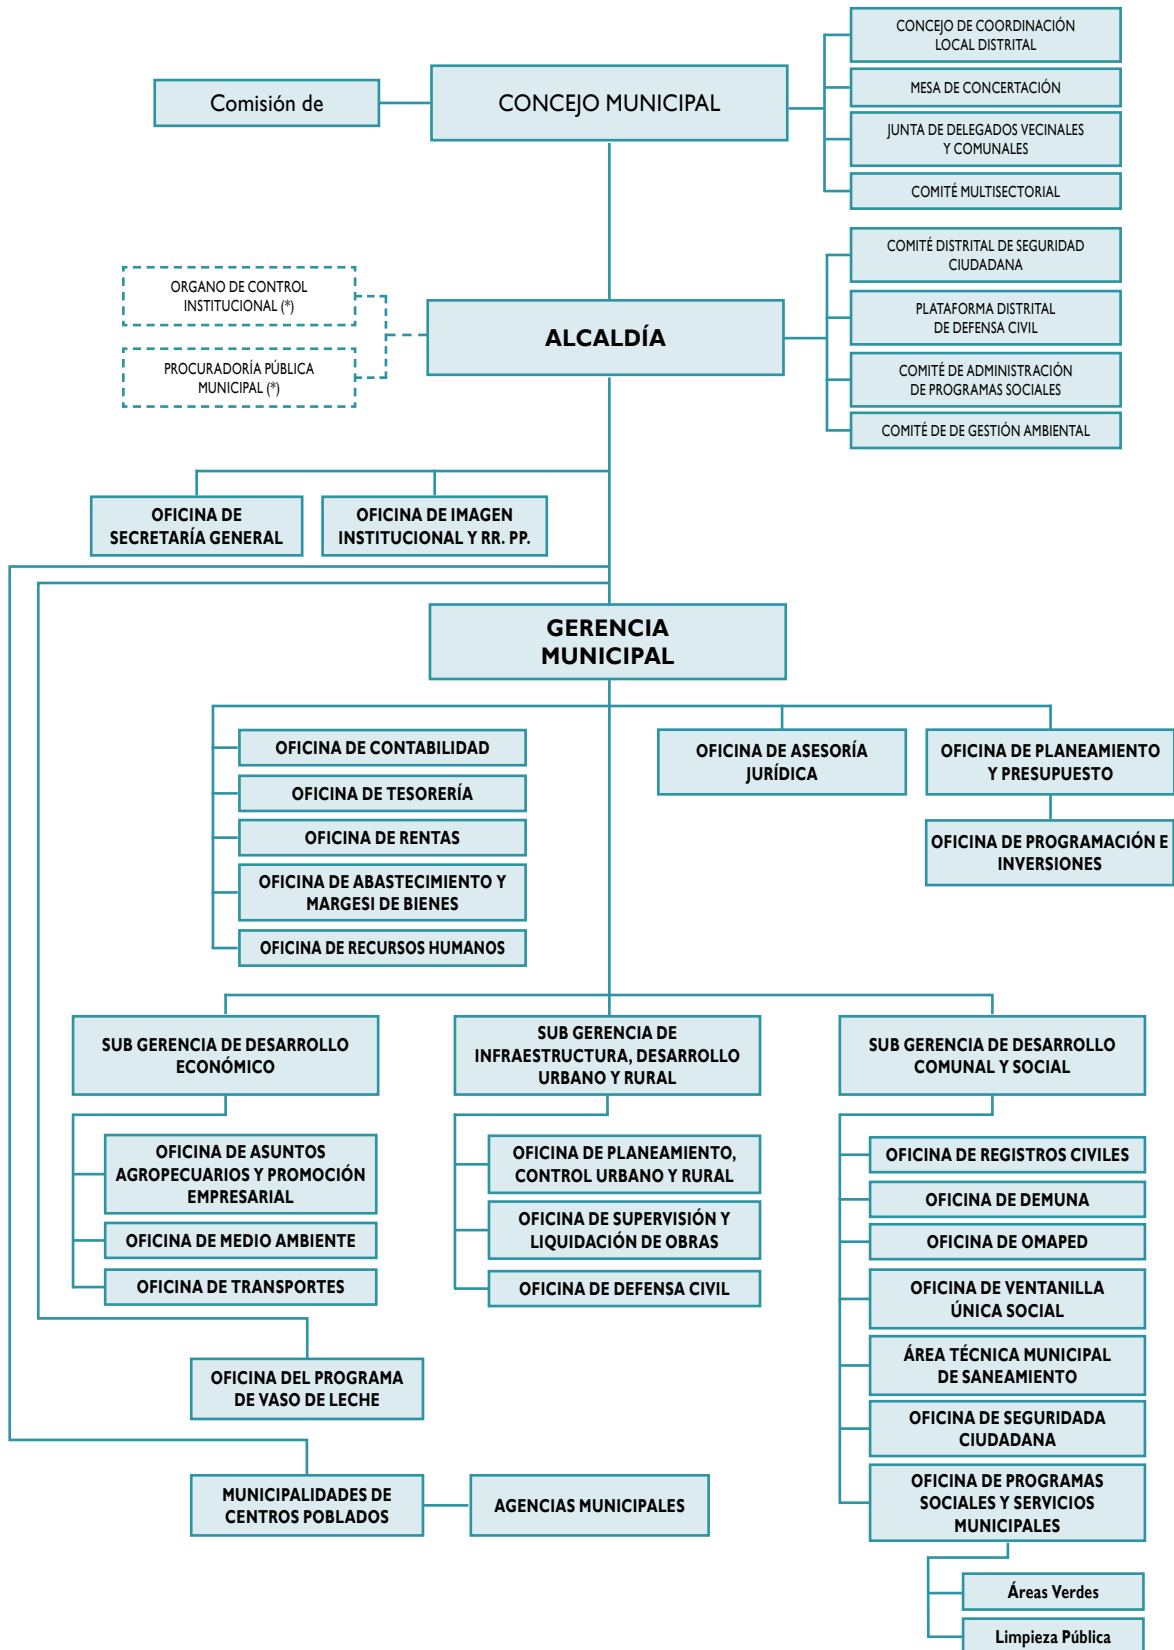 CONCEJO DE COORDINACIÓN
LOCAL DISTRITAL
Comisión de
CONCEJO MUNICIPAL
MESA DE CONCERTACIÓN
JUNTA DE DELEGADOS VECINALES
Y COMUNALES
COMITÉ MULTISECTORIAL
COMITÉ DISTRITAL DE SEGURIDAD
CIUDADANA
ORGANO DE CONTROL
INSTITUCIONAL (*)
PLATAFORMA DISTRITAL
DE DEFENSA CIVIL
ALCALDÍA
PROCURADORÍA PÚBLICA
MUNICIPAL (*)
COMITÉ DE ADMINISTRACIÓN
DE PROGRAMAS SOCIALES
COMITÉ DE DE GESTIÓN AMBIENTAL
OFICINA DE
SECRETARÍA GENERAL
OFICINA DE IMAGEN
INSTITUCIONAL Y RR. PP.
GERENCIA
MUNICIPAL
OFICINA DE CONTABILIDAD
OFICINA DE TESORERÍA
OFICINA DE RENTAS
OFICINA DE ABASTECIMIENTO Y
MARGESI DE BIENES
OFICINA DE RECURSOS HUMANOS
OFICINA DE ASESORÍA
JURÍDICA
OFICINA DE PLANEAMIENTO
Y PRESUPUESTO
OFICINA DE PROGRAMACIÓN E
INVERSIONES
SUB GERENCIA DE DESARROLLO
ECONÓMICO
OFICINA DE ASUNTOS
AGROPECUARIOS Y PROMOCIÓN
EMPRESARIAL
OFICINA DE MEDIO AMBIENTE
OFICINA DE TRANSPORTES
SUB GERENCIA DE
INFRAESTRUCTURA, DESARROLLO
URBANO Y RURAL
OFICINA DE PLANEAMIENTO,
CONTROL URBANO Y RURAL
OFICINA DE SUPERVISIÓN Y
LIQUIDACIÓN DE OBRAS
OFICINA DE DEFENSA CIVIL
SUB GERENCIA DE DESARROLLO
COMUNAL Y SOCIAL
OFICINA DE REGISTROS CIVILES
OFICINA DE DEMUNA
OFICINA DE OMAPED
OFICINA DE VENTANILLA
ÚNICA SOCIAL
ÁREA TÉCNICA MUNICIPAL
DE SANEAMIENTO
OFICINA DE SEGURIDADA
CIUDADANA
OFICINA DE PROGRAMAS
SOCIALES Y SERVICIOS
MUNICIPALES
Áreas Verdes
Limpieza Pública
OFICINA DEL PROGRAMA
DE VASO DE LECHE
MUNICIPALIDADES DE
CENTROS POBLADOS
AGENCIAS MUNICIPALES